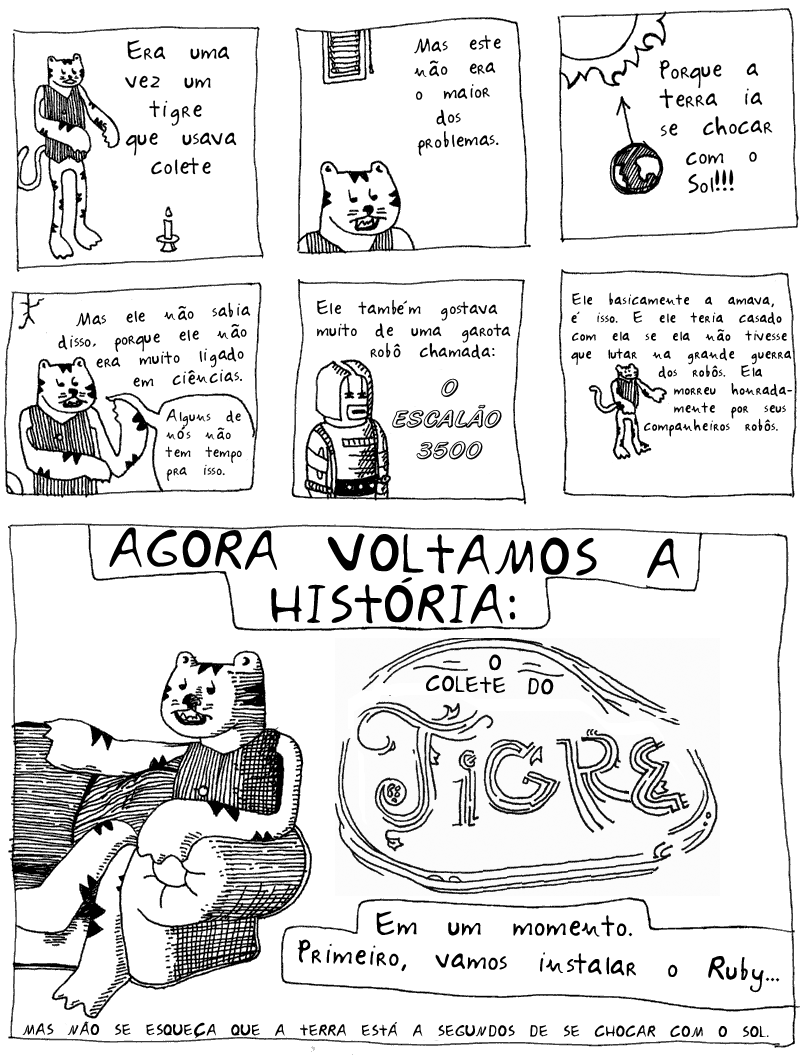 Era uma
vez um
tigre
que usava
colete
Mas este
não era
o maior
dos
problemas.
Porque a
terra ia
se chocar
com o
Sol!!!
Mas ele não sabia
disso, porque ele não
era muito ligado
em ciências.
Alguns de
nós não
tem tempo
pra isso.
Ele também gostava
muito de uma garota
robô chamada:
O
ESCALÃO
3500
Ele basicamente a amava,
é isso. E ele teria casado
com ela se ela não tivesse
que lutar na grande guerra
dos robôs. Ela
morreu honrada-
mente por seus
companheiros robôs.
AGORA VOLTAMOS A
HISTÓRIA:
O
COLETE DO
TIGRE
Em um momento.
Primeiro, vamos instalar o Ruby...
MAS NÃO SE ESQUEÇA QUE A TERRA ESTÁ A SEGUNDOS DE SE CHOCAR COM O SOL.